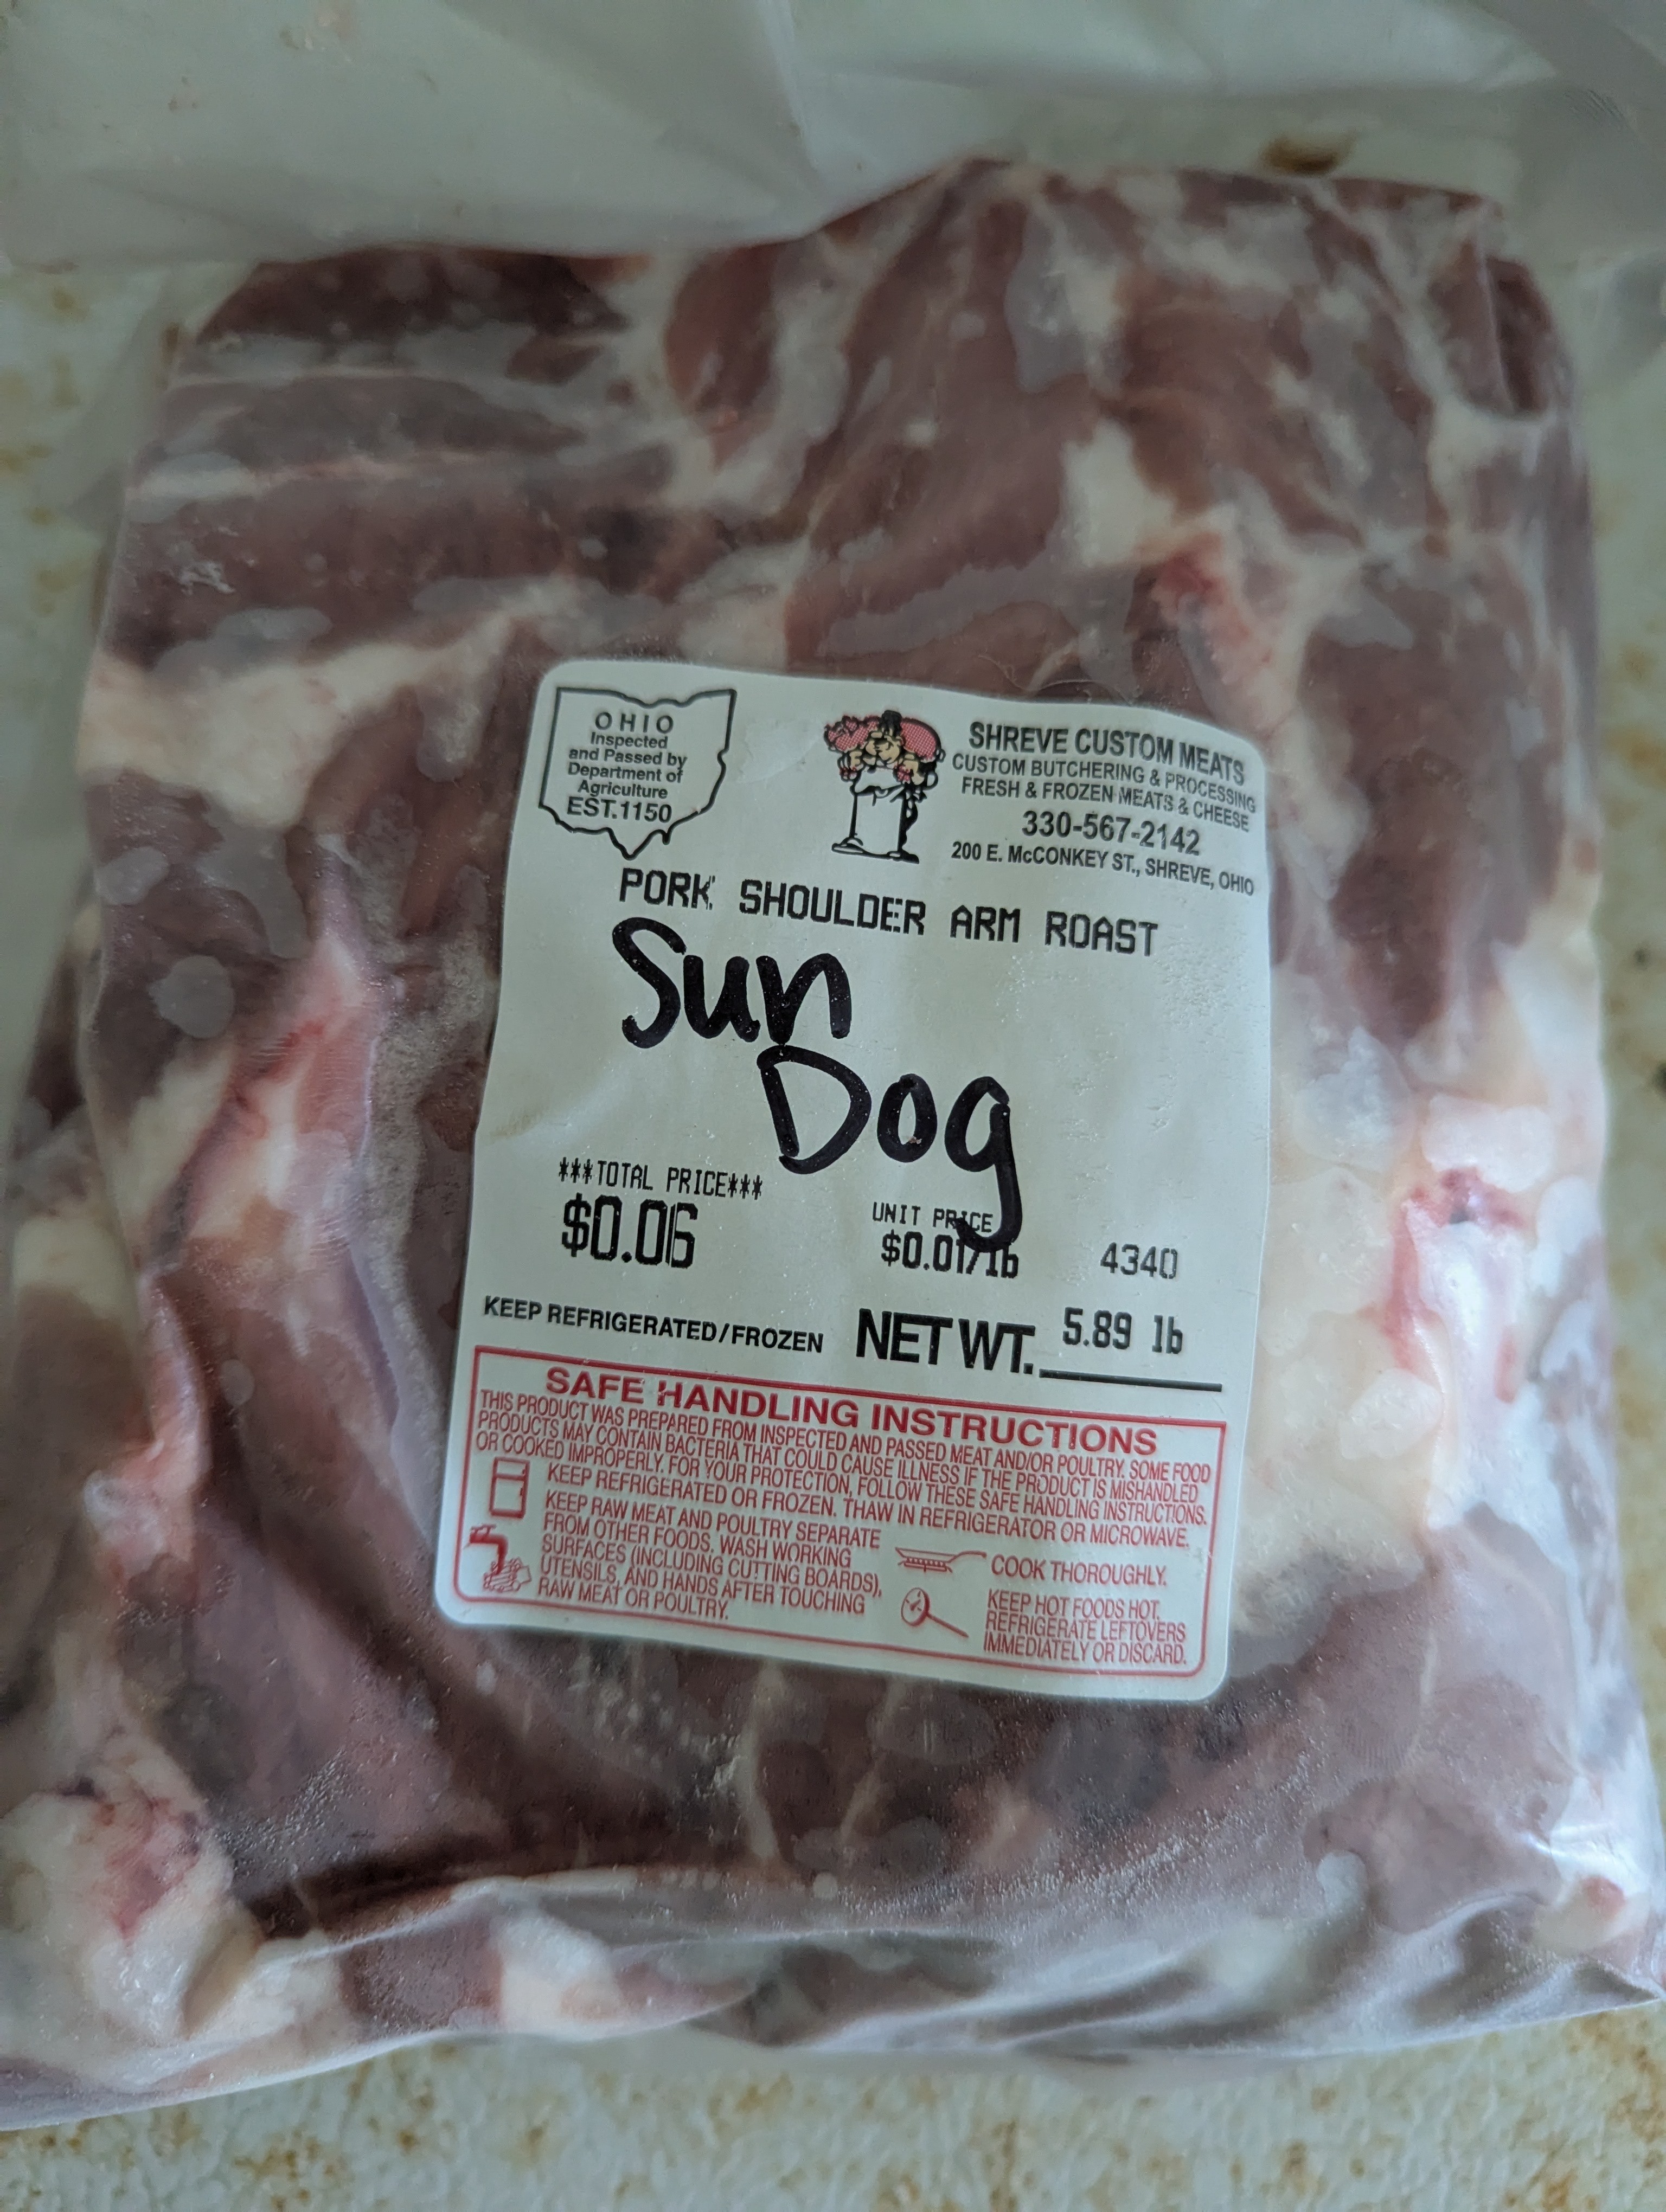 OHIO
Inspected
and Passed by
Department of
Agriculture
EST.1150
SHREVE CUSTOM MEATS
CUSTOM BUTCHERING & PROCESSING
FRESH & FROZEN MEATS & CHEESE
330-567-2142
200 E. McCONKEY ST., SHREVE, OHIO
PORK SHOULDER ARM ROAST
Sun
Dog
***TOTAL PRICE***
$0.06
UNIT PRICE
$0.01/lb
4340
KEEP REFRIGERATED/FROZEN
NET WT. 5.89 lb
SAFE HANDLING INSTRUCTIONS
THIS PRODUCT WAS PREPARED FROM INSPECTED AND PASSED MEAT AND/OR POULTRY. SOME FOOD
PRODUCTS MAY CONTAIN BACTERIA THAT COULD CAUSE ILLNESS IF THE PRODUCT IS MISHANDLED
OR COOKED IMPROPERLY. FOR YOUR PROTECTION, FOLLOW THESE SAFE HANDLING INSTRUCTIONS.
KEEP REFRIGERATED OR FROZEN. THAW IN REFRIGERATOR OR MICROWAVE.
KEEP RAW MEAT AND POULTRY SEPARATE
FROM OTHER FOODS. WASH WORKING
SURFACES (INCLUDING CUTTING BOARDS),
UTENSILS, AND HANDS AFTER TOUCHING
RAW MEAT OR POULTRY.
COOK THOROUGHLY.
KEEP HOT FOODS HOT.
REFRIGERATE LEFTOVERS
IMMEDIATELY OR DISCARD.